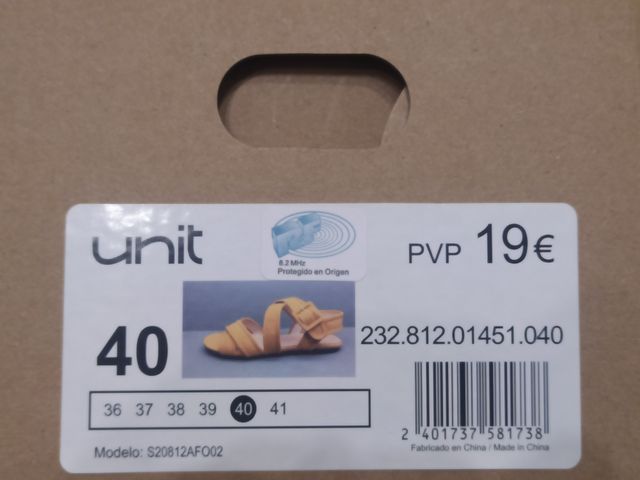 unit
8.2 MHz
Protegido en Origen
PVP 19€
40
232.812.01451.040
36 37 38 39 40 41
2 401737 581738
Modelo: S20812AFO02
Fabricado en China / Made in China